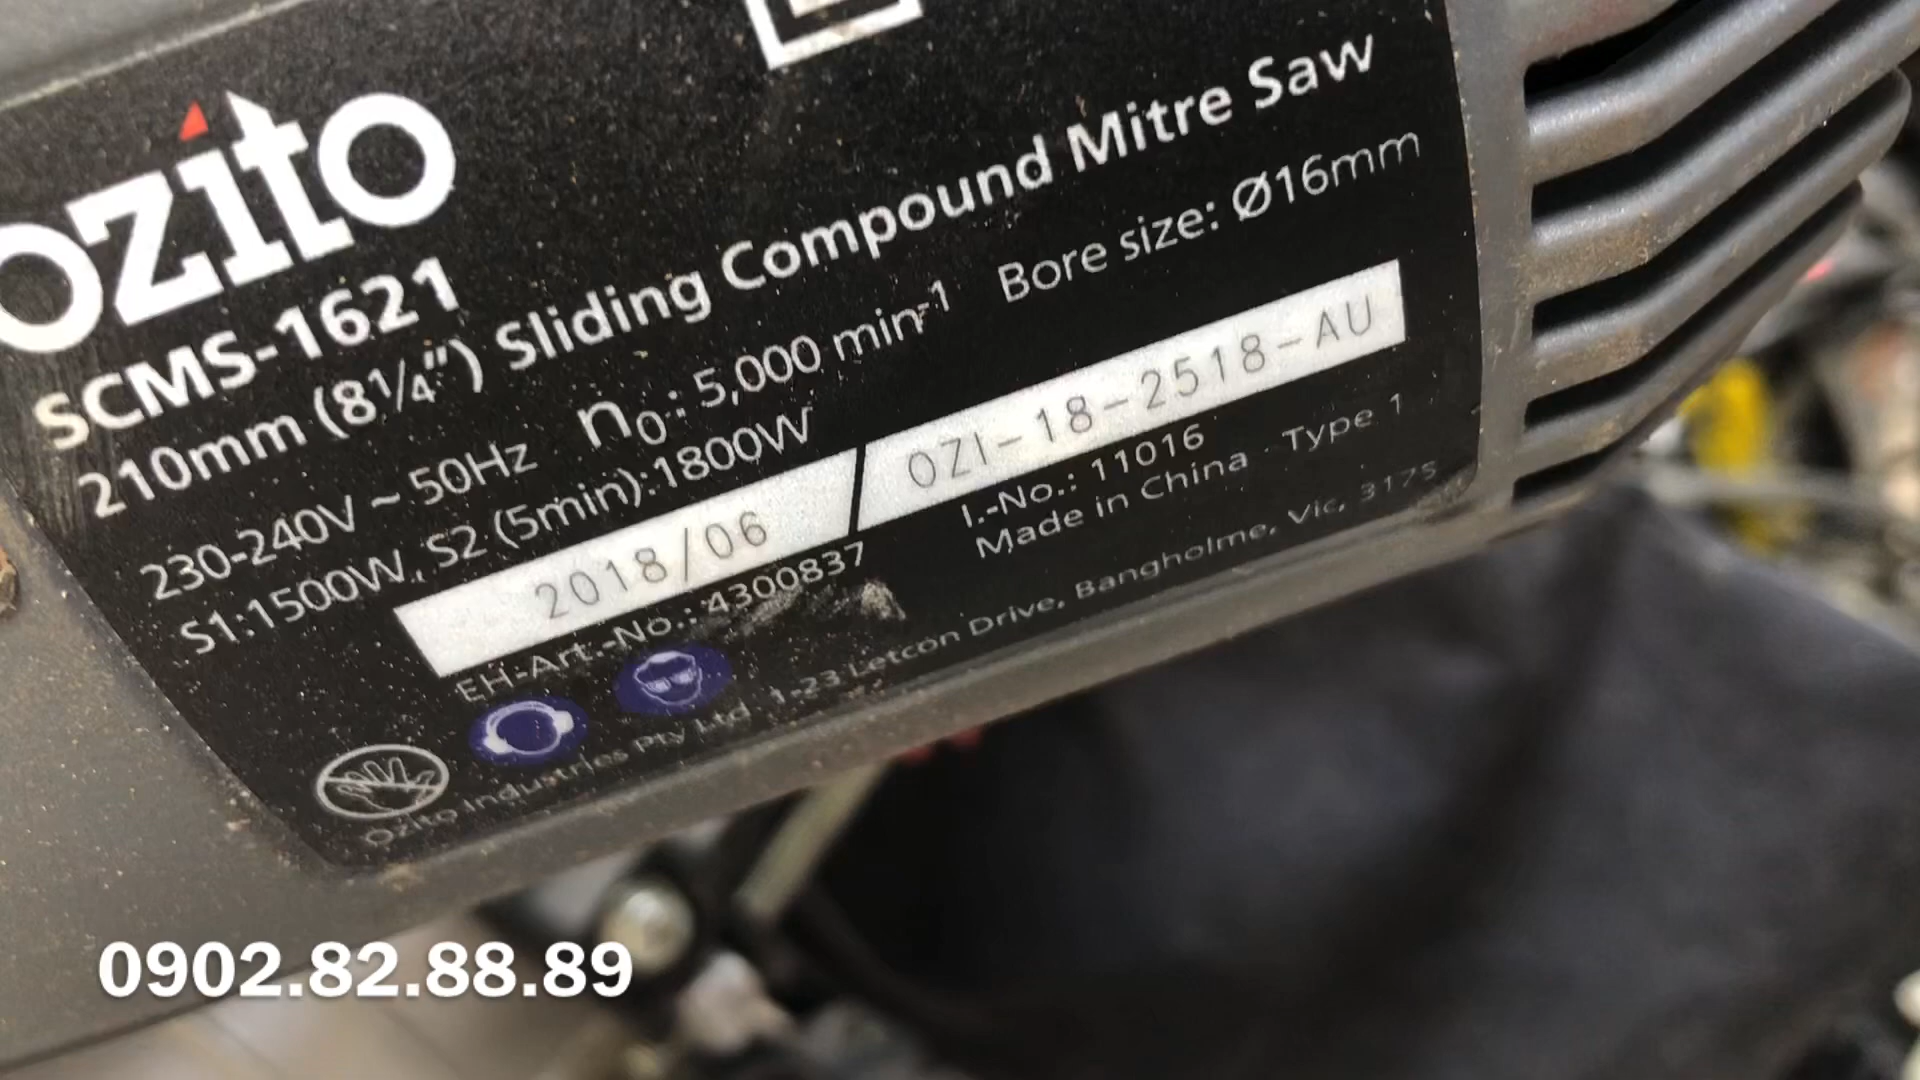 ozito
SCMS-1621
210mm (8¼") Sliding Compound Mitre Saw
230-240V ~ 50Hz n₀: 5,000 min⁻¹ Bore size: Ø16mm
S1:1500W, S2 (5min):1800W
2018/06 / OZI-18-2518-AU
EH-Art.-No.: 4300837 I.-No.: 11016
Made in China Type 1
Ozito Industries Pty Ltd 1-23 Letcon Drive, Bangholme, Vic, 3175
0902.82.88.89